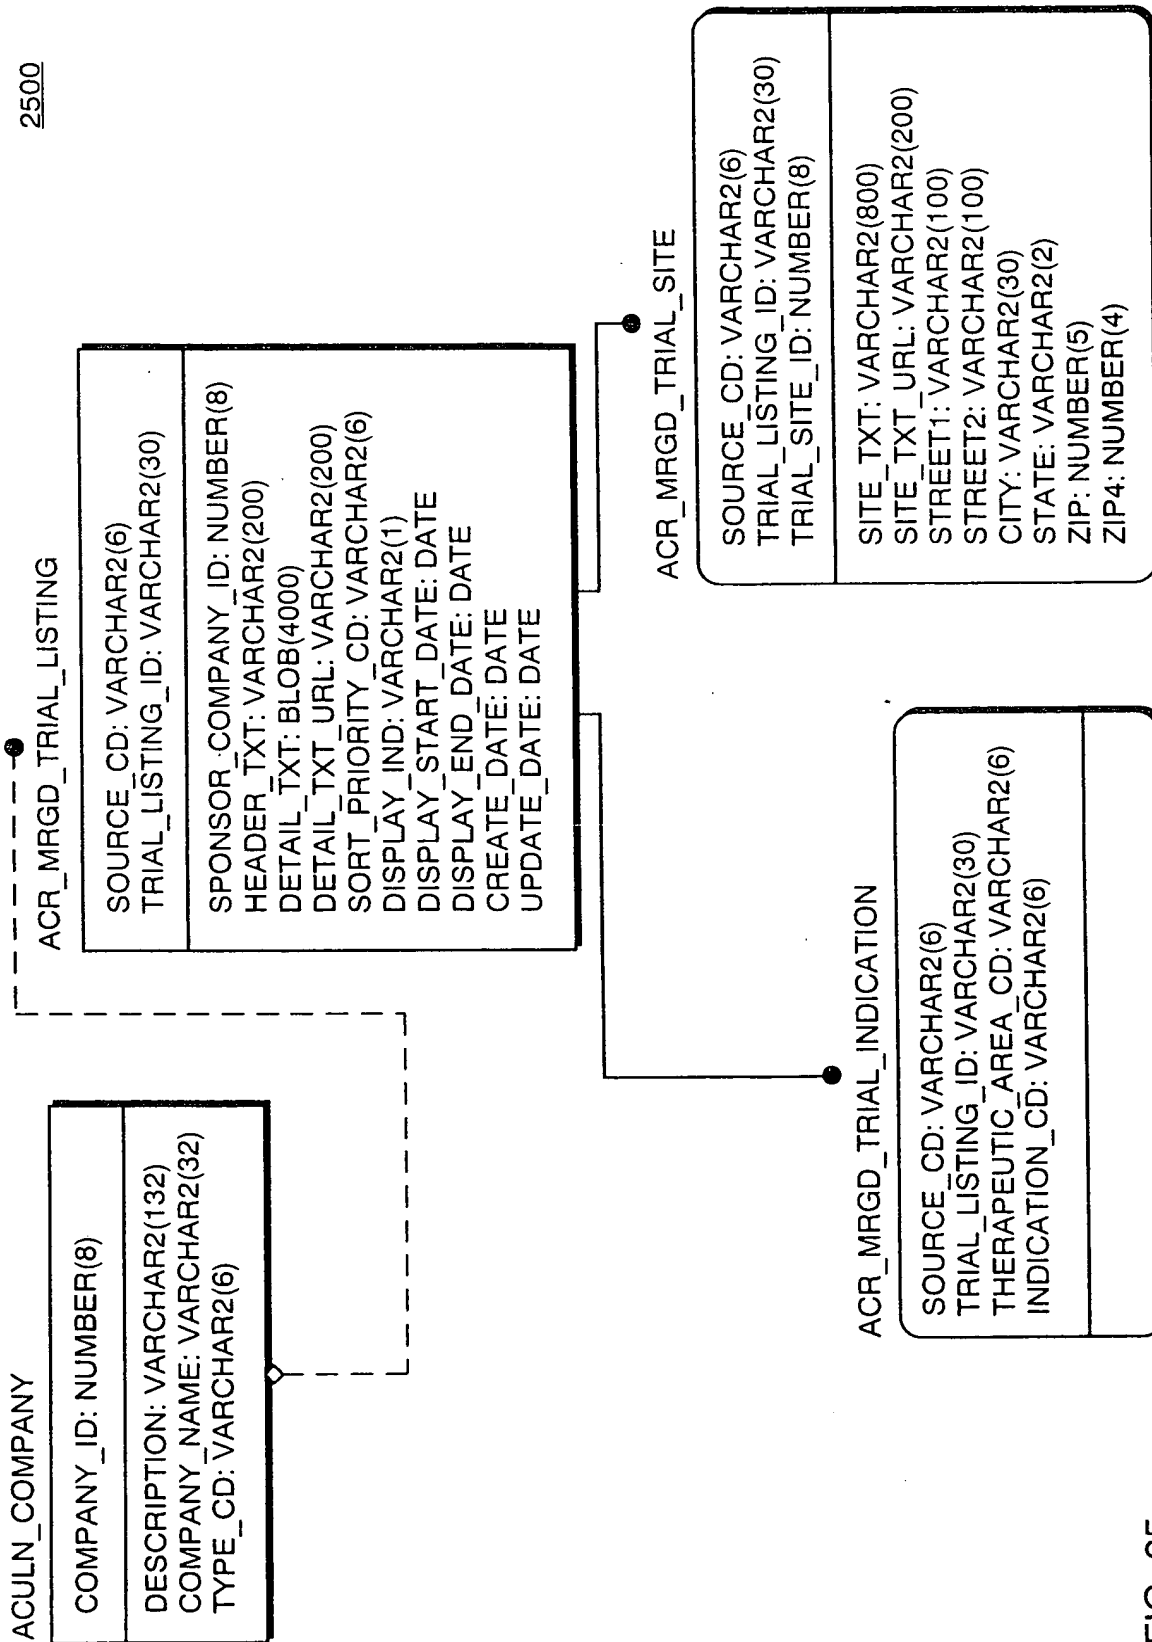 2500
ACULN_COMPANY
COMPANY_ID: NUMBER(8)
DESCRIPTION: VARCHAR2(132)
COMPANY_NAME: VARCHAR2(32)
TYPE_CD: VARCHAR2(6)
ACR_MRGD_TRIAL_LISTING
SOURCE_CD: VARCHAR2(6)
TRIAL_LISTING_ID: VARCHAR2(30)
SPONSOR_COMPANY_ID: NUMBER(8)
HEADER_TXT: VARCHAR2(200)
DETAIL_TXT: BLOB(4000)
DETAIL_TXT_URL: VARCHAR2(200)
SORT_PRIORITY_CD: VARCHAR2(6)
DISPLAY_IND: VARCHAR2(1)
DISPLAY_START_DATE: DATE
DISPLAY_END_DATE: DATE
CREATE_DATE: DATE
UPDATE_DATE: DATE
ACR_MRGD_TRIAL_INDICATION
SOURCE_CD: VARCHAR2(6)
TRIAL_LISTING_ID: VARCHAR2(30)
THERAPEUTIC_AREA_CD: VARCHAR2(6)
INDICATION_CD: VARCHAR2(6)
ACR_MRGD_TRIAL_SITE
SOURCE_CD: VARCHAR2(6)
TRIAL_LISTING_ID: VARCHAR2(30)
TRIAL_SITE_ID: NUMBER(8)
SITE_TXT: VARCHAR2(800)
SITE_TXT_URL: VARCHAR2(200)
STREET1: VARCHAR2(100)
STREET2: VARCHAR2(100)
CITY: VARCHAR2(30)
STATE: VARCHAR2(2)
ZIP: NUMBER(5)
ZIP4: NUMBER(4)
FIG.